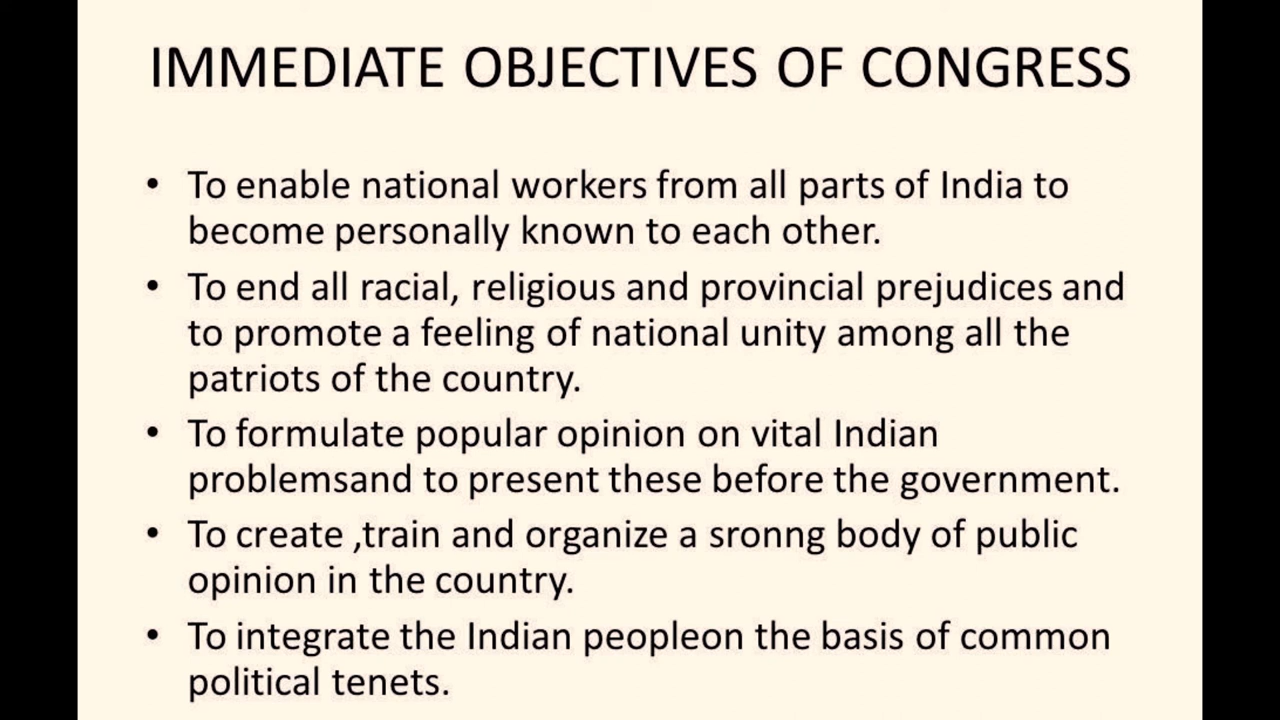 IMMEDIATE OBJECTIVES OF CONGRESS
• To enable national workers from all parts of India to
become personally known to each other.
• To end all racial, religious and provincial prejudices and
to promote a feeling of national unity among all the
patriots of the country.
• To formulate popular opinion on vital Indian
problemsand to present these before the government.
• To create ,train and organize a sronng body of public
opinion in the country.
• To integrate the Indian peopleon the basis of common
political tenets.